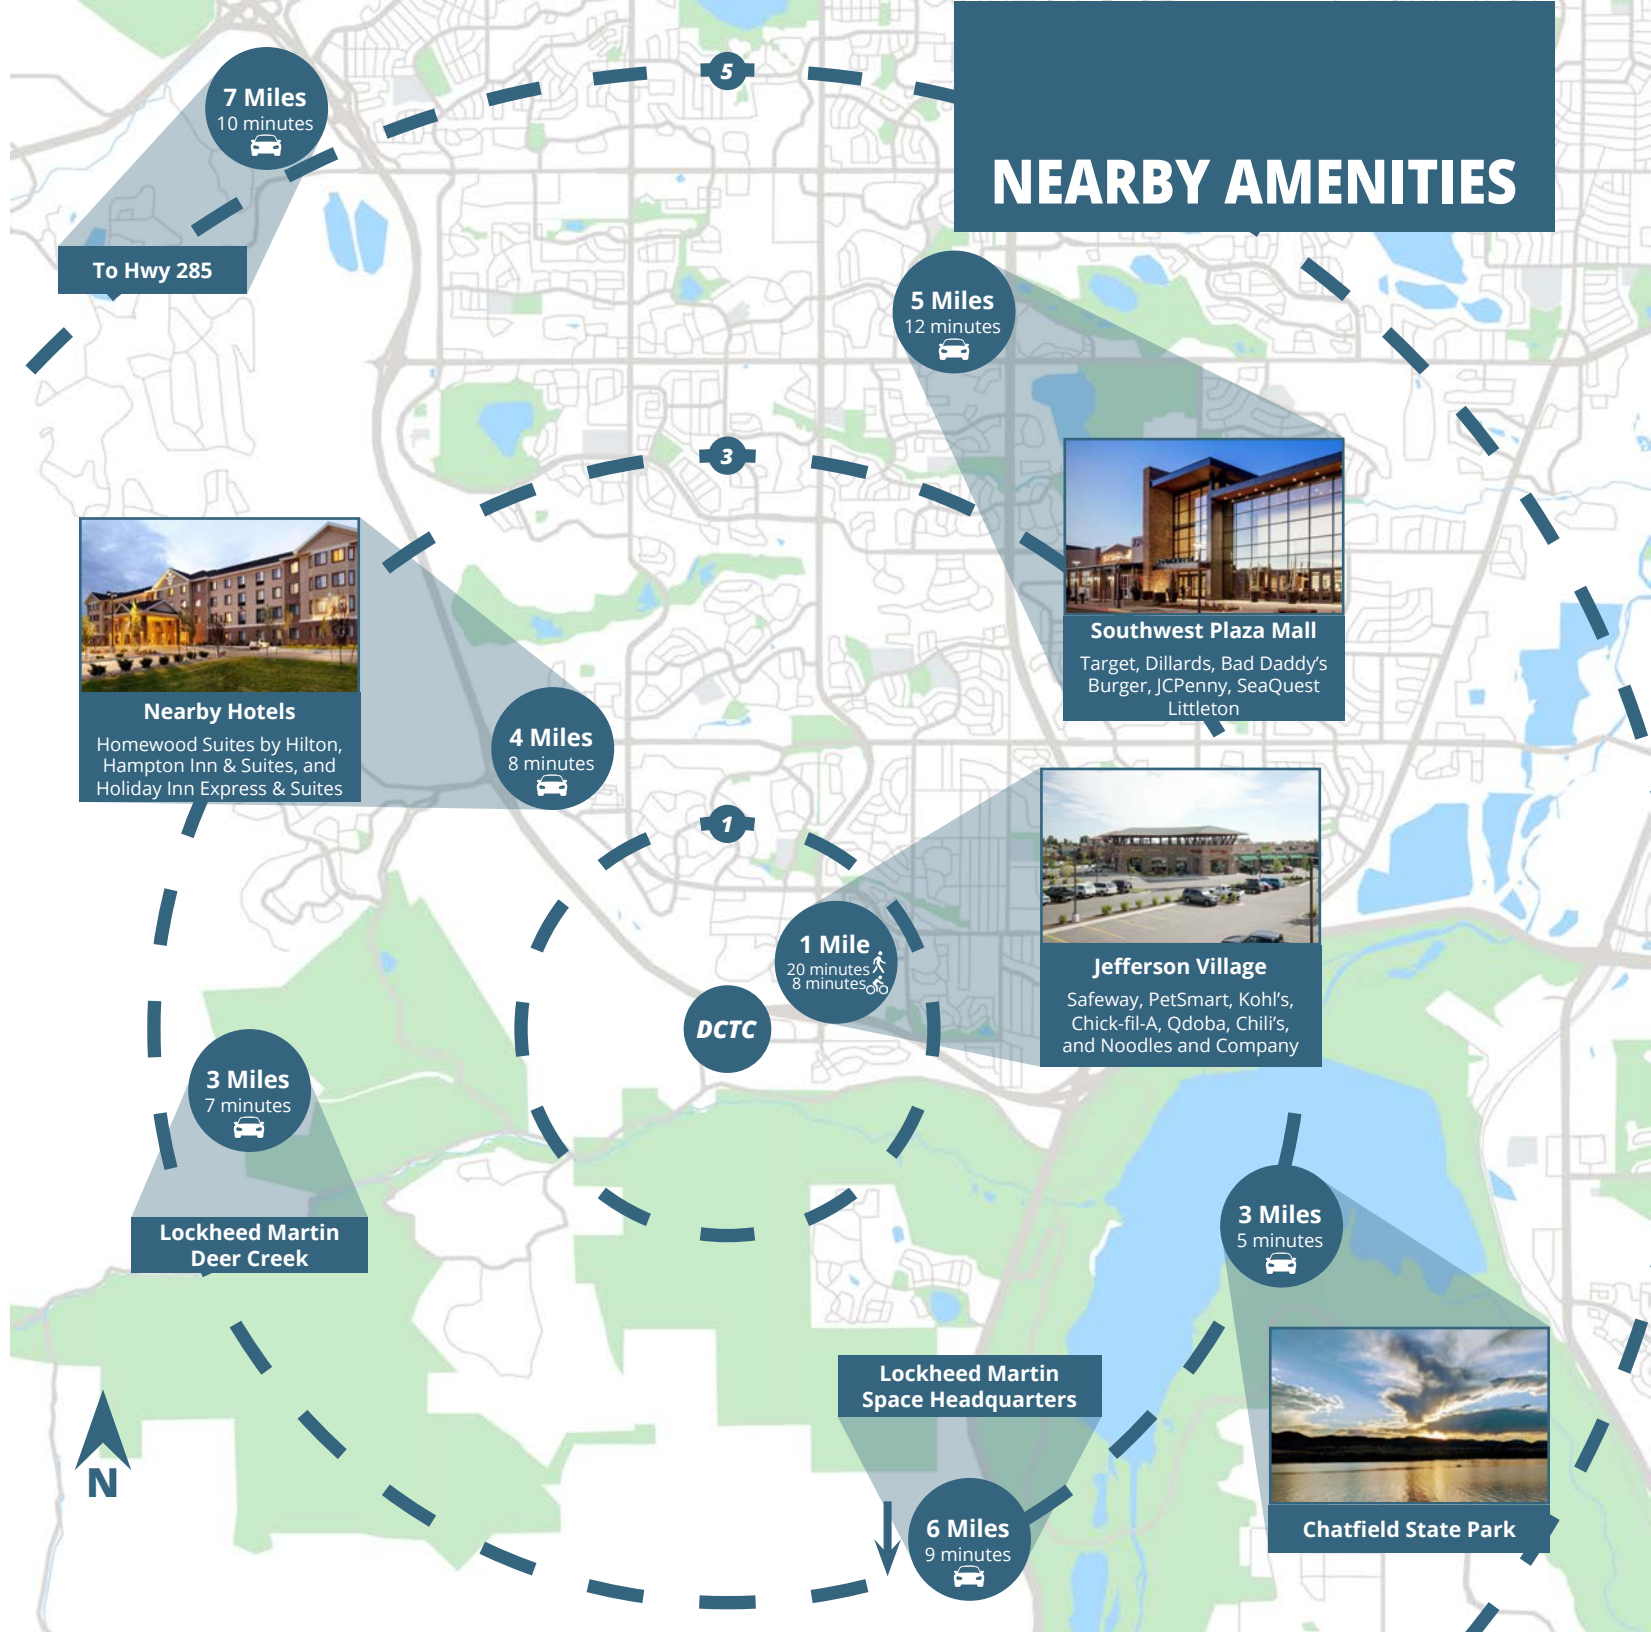 NEARBY AMENITIES
5
7 Miles
10 minutes
To Hwy 285
5 Miles
12 minutes
3
Southwest Plaza Mall
Target, Dillards, Bad Daddy's
Burger, JCPenny, SeaQuest
Littleton
Nearby Hotels
Homewood Suites by Hilton,
Hampton Inn & Suites, and
Holiday Inn Express & Suites
4 Miles
8 minutes
1
1 Mile
20 minutes
8 minutes
Jefferson Village
Safeway, PetSmart, Kohl's,
Chick-fil-A, Qdoba, Chili's,
and Noodles and Company
DCTC
3 Miles
7 minutes
Lockheed Martin
Deer Creek
3 Miles
5 minutes
Chatfield State Park
Lockheed Martin
Space Headquarters
6 Miles
9 minutes
N